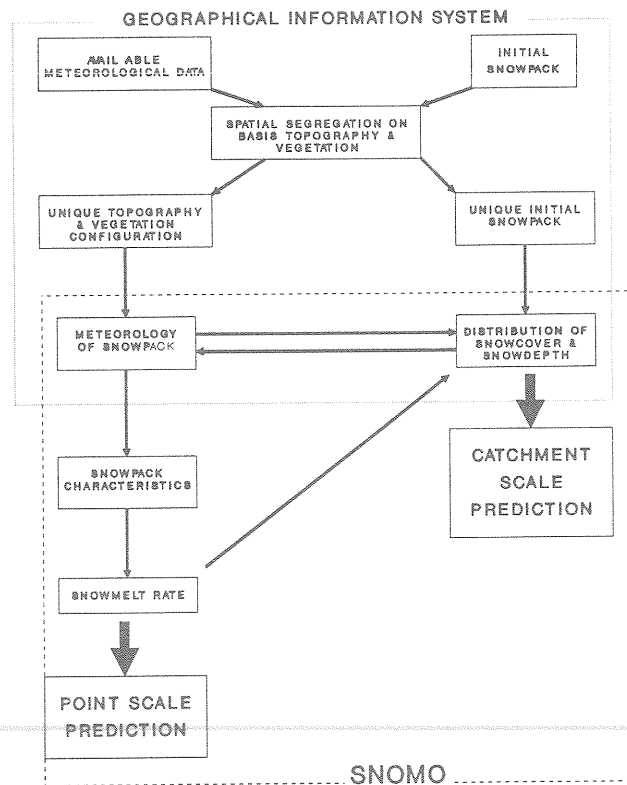 GEOGRAPHICAL INFORMATION SYSTEM
AVAILABLE
METEOROLOGICAL DATA
INITIAL
SNOWPACK
SPATIAL SEGREGATION ON
BASIS TOPOGRAPHY &
VEGETATION
UNIQUE TOPOGRAPHY
& VEGETATION
CONFIGURATION
UNIQUE INITIAL
SNOWPACK
METEOROLOGY
OF SNOWPACK
DISTRIBUTION OF
SNOWCOVER &
SNOWDEPTH
SNOWPACK
CHARACTERISTICS
CATCHMENT
SCALE
PREDICTION
SNOWMELT RATE
POINT SCALE
PREDICTION
SNOMO